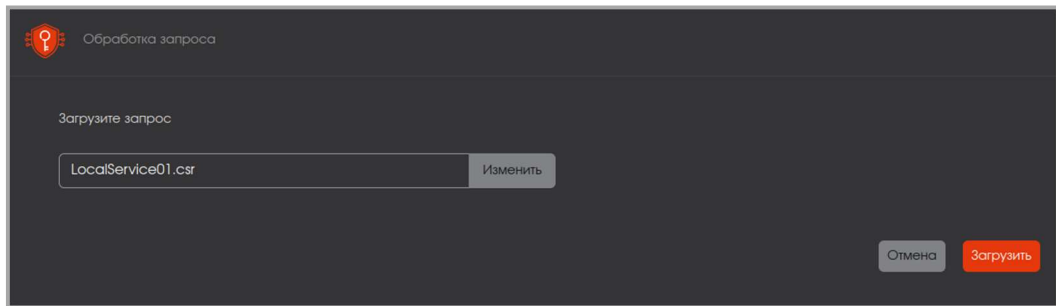 Обработка запроса
Загрузите запрос
LocalService01.csr
Изменить
Отмена
Загрузить